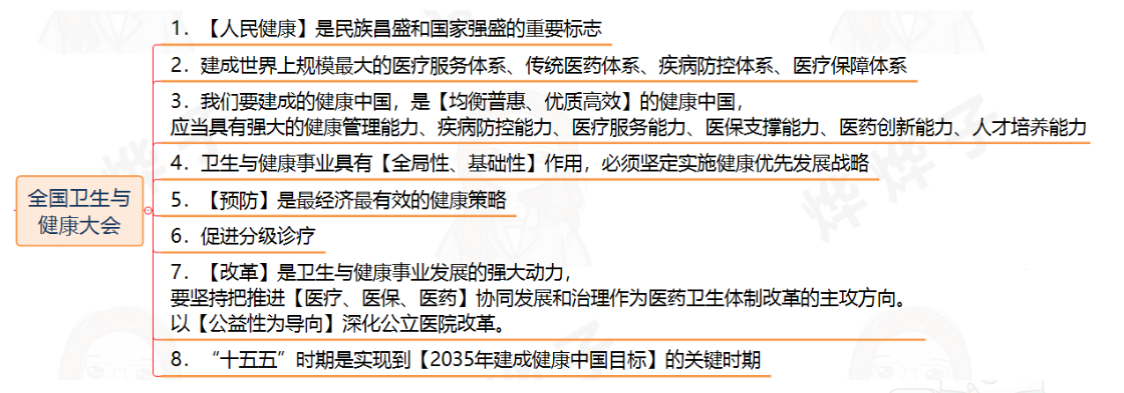 全国卫生与
健康大会
1. 【人民健康】是民族昌盛和国家强盛的重要标志
2. 建成世界上规模最大的医疗服务体系、传统医药体系、疾病防控体系、医疗保障体系
3. 我们要建成的健康中国，是【均衡普惠、优质高效】的健康中国，
应当具有强大的健康管理能力、疾病防控能力、医疗服务能力、医保支撑能力、医药创新能力、人才培养能力
4. 卫生与健康事业具有【全局性、基础性】作用，必须坚定实施健康优先发展战略
5. 【预防】是最经济最有效的健康策略
6. 促进分级诊疗
7. 【改革】是卫生与健康事业发展的强大动力，
要坚持把推进【医疗、医保、医药】协同发展和治理作为医药卫生体制改革的主攻方向。
以【公益性为导向】深化公立医院改革。
8. “十五五”时期是实现到【2035年建成健康中国目标】的关键时期